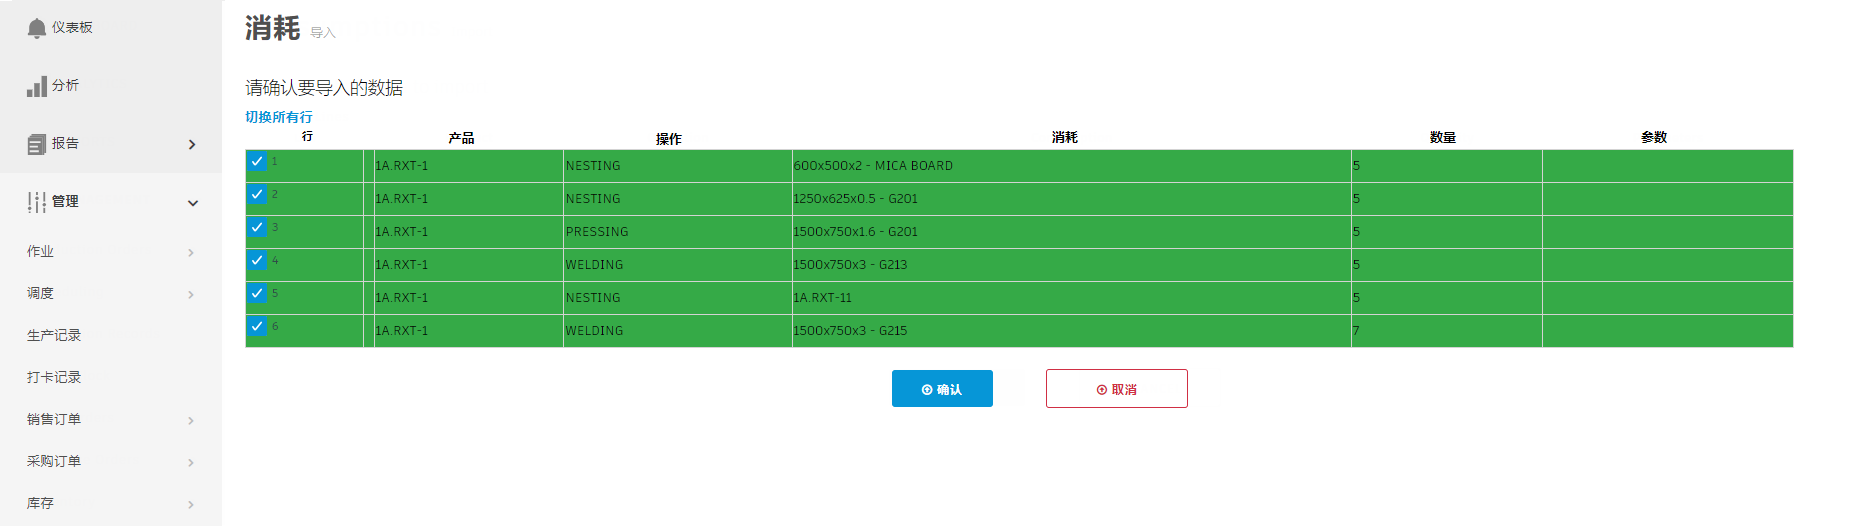 仪表板
分析
报告
管理
作业
调度
生产记录
打卡记录
销售订单
采购订单
库存
消耗 导入
请确认要导入的数据
切换所有行
行 产品 操作 消耗 数量 参数
1 1A.RXT-1 NESTING 600x500x2 - MICA BOARD 5
2 1A.RXT-1 NESTING 1250x625x0.5 - G201 5
3 1A.RXT-1 PRESSING 1500x750x1.6 - G201 5
4 1A.RXT-1 WELDING 1500x750x3 - G213 5
5 1A.RXT-1 NESTING 1A.RXT-11 5
6 1A.RXT-1 WELDING 1500x750x3 - G215 7
确认 取消